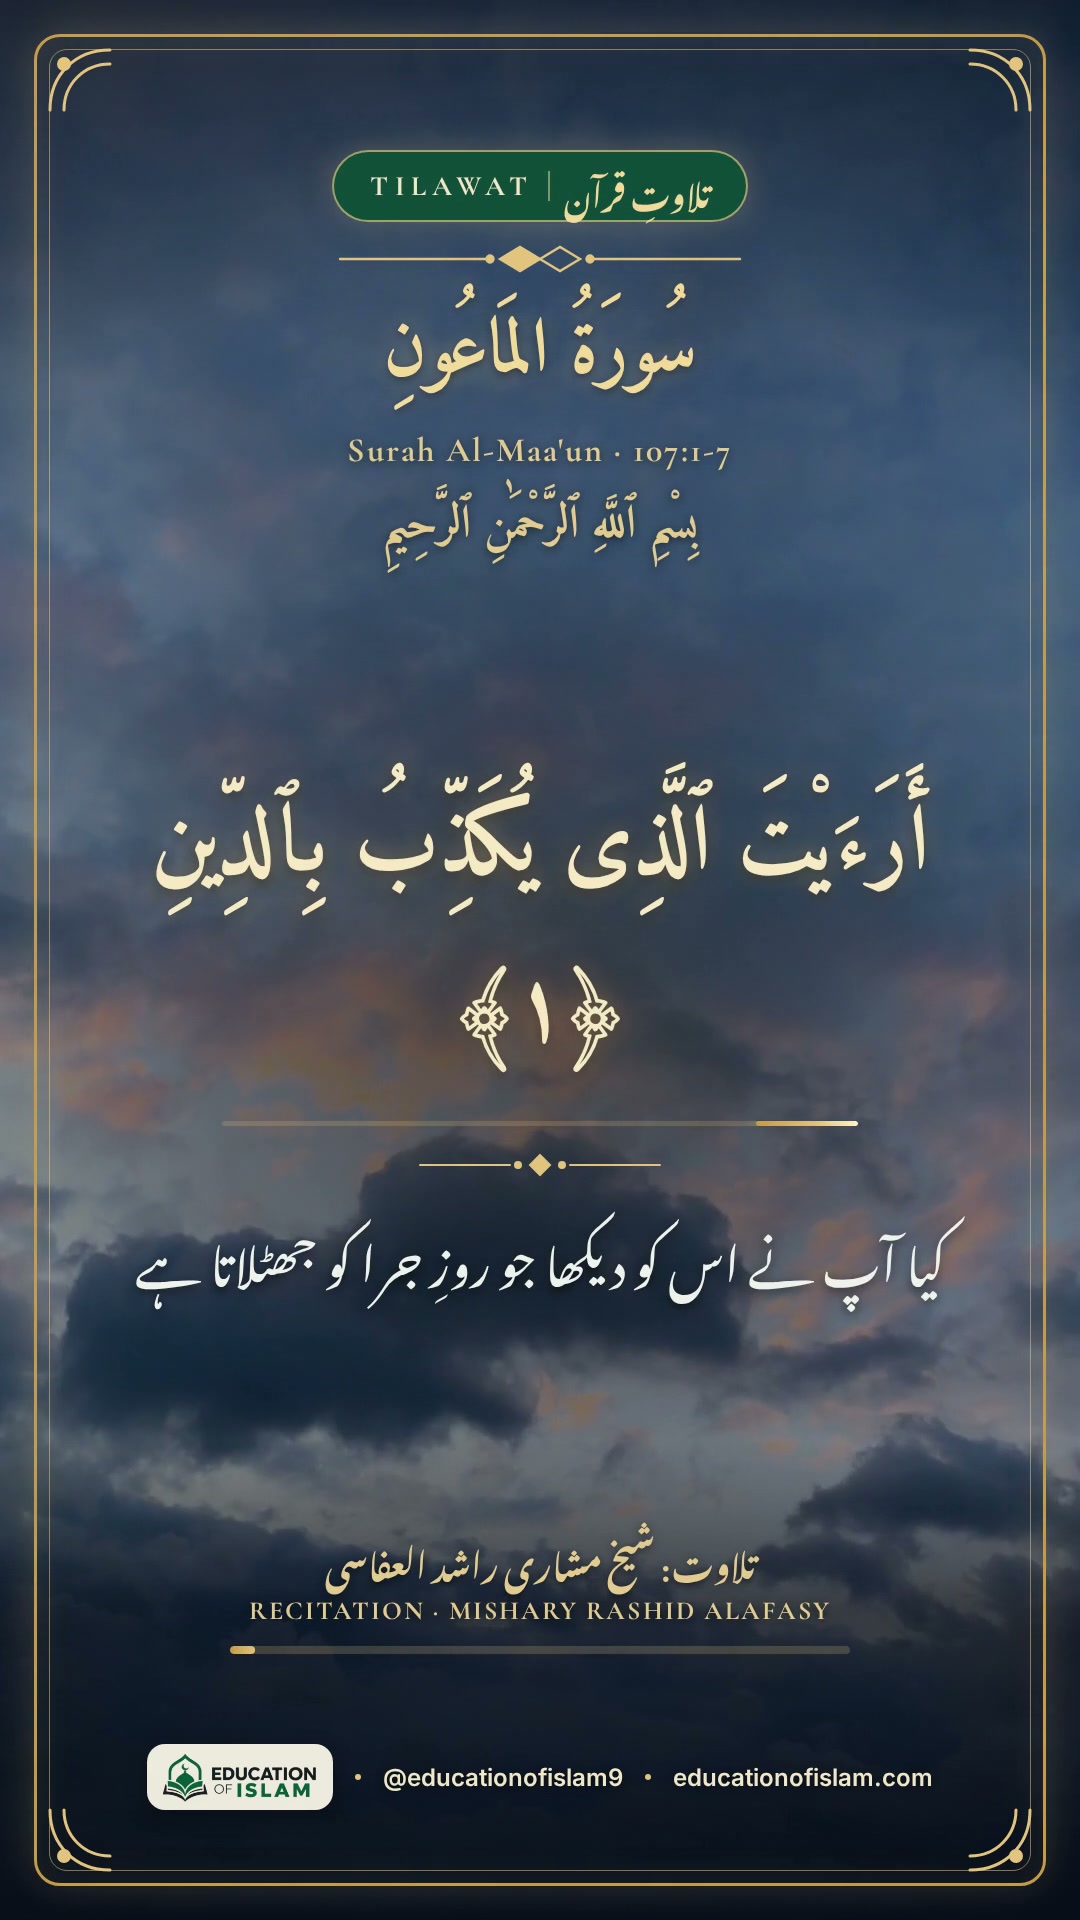 TILAWAT | تلاوتِ قرآن
سُورَةُ المَاعُونِ
Surah Al-Maa'un · 107:1-7
بِسْمِ ٱللَّهِ ٱلرَّحْمَٰنِ ٱلرَّحِيمِ
أَرَءَيْتَ ٱلَّذِى يُكَذِّبُ بِٱلدِّينِ
﴿١﴾
کیا آپ نے اس کو دیکھا جو روزِ جرا کو جھٹلاتا ہے
تلاوت: شیخ مشاری راشد العفاسی
RECITATION · MISHARY RASHID ALAFASY
EDUCATION OF ISLAM • @educationofislam9 • educationofislam.com